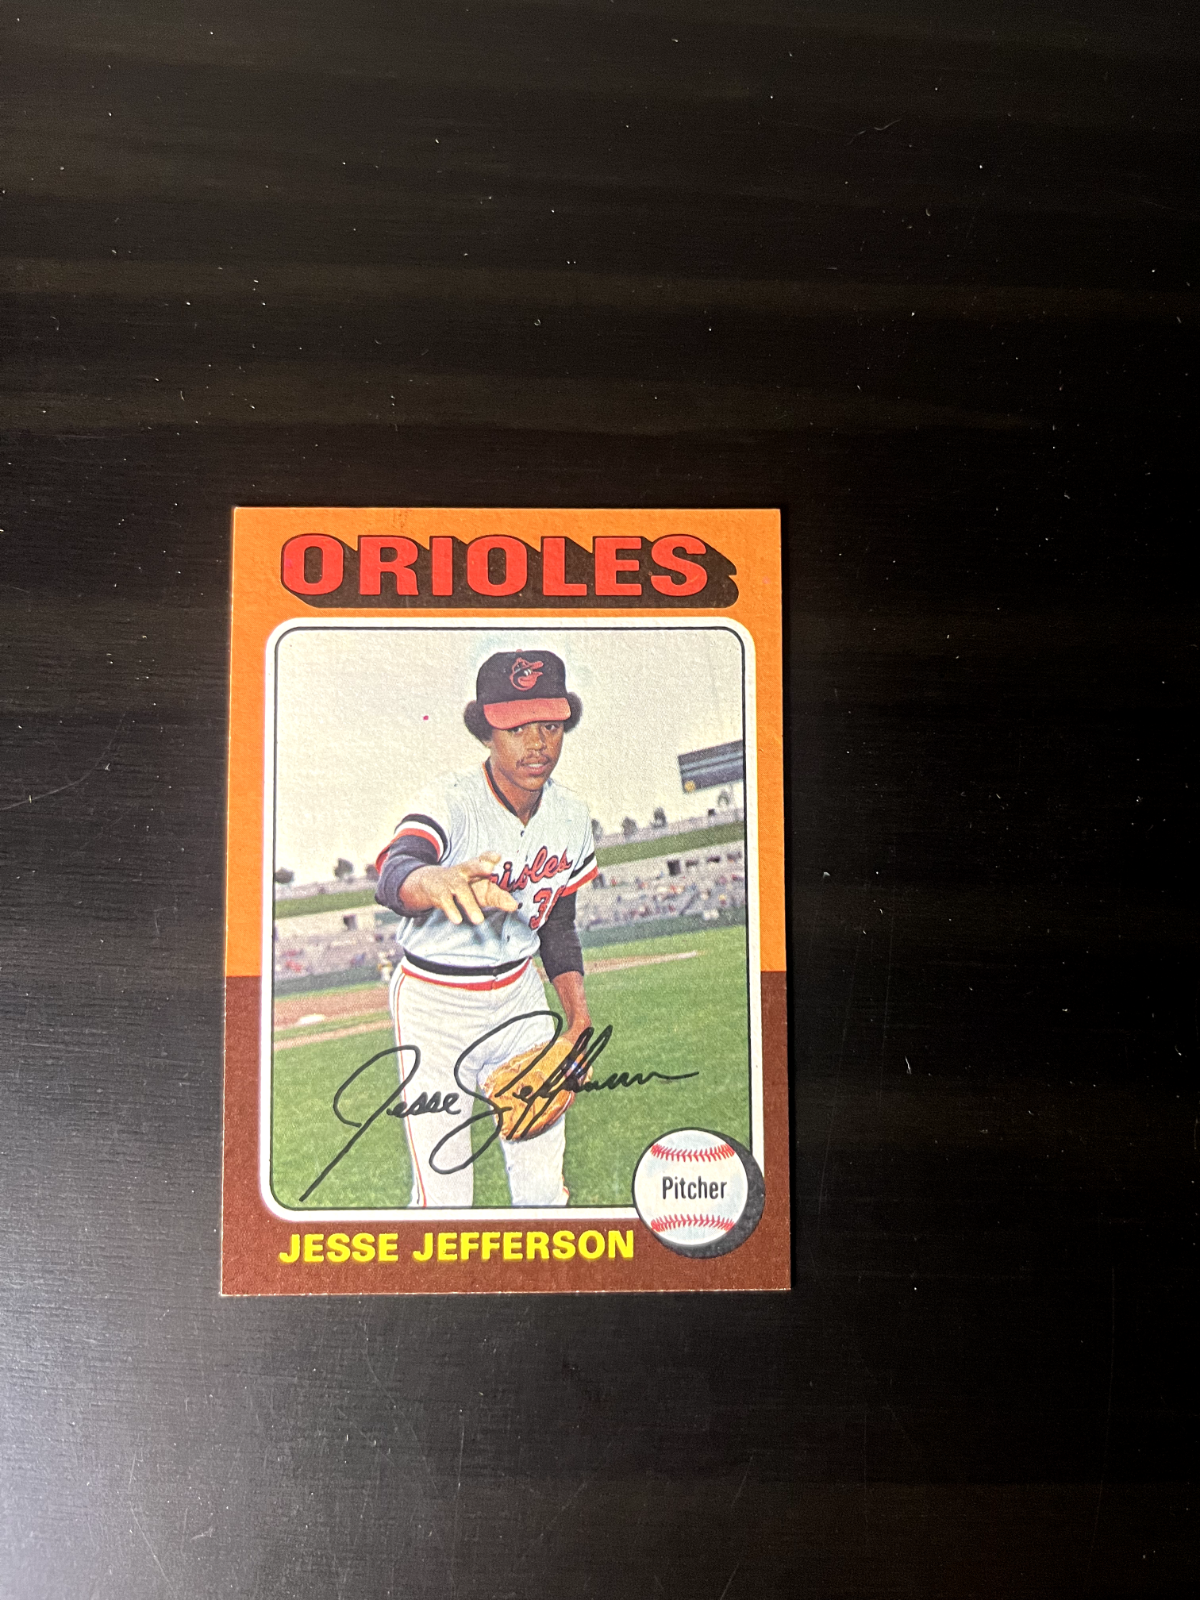 ORIOLES
Orioles
Jesse Jefferson
Pitcher
JESSE JEFFERSON